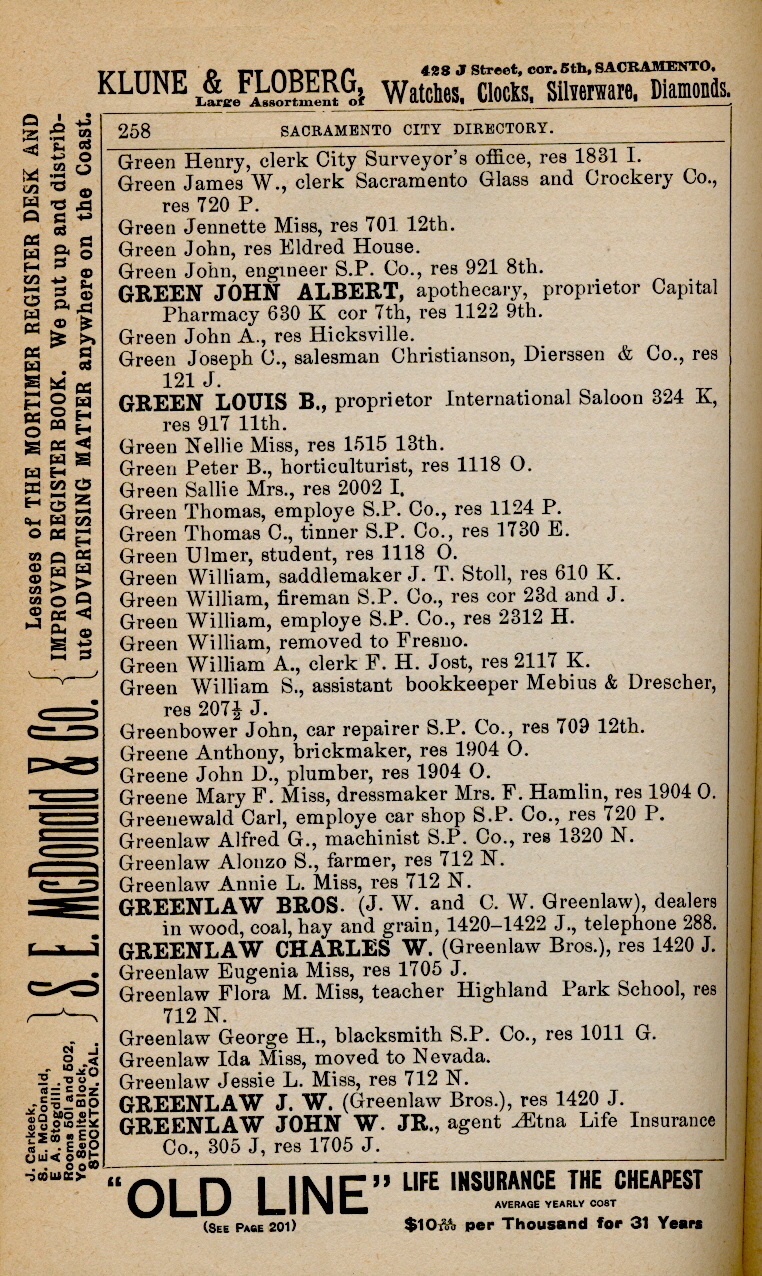 KLUNE & FLOBERG, 428 J Street, cor. 5th, SACRAMENTO.
Large Assortment of Watches, Clocks, Silverware, Diamonds.
258 SACRAMENTO CITY DIRECTORY.
Green Henry, clerk City Surveyor's office, res 1831 I.
Green James W., clerk Sacramento Glass and Crockery Co.,
res 720 P.
Green Jennette Miss, res 701 12th.
Green John, res Eldred House.
Green John, engineer S.P. Co., res 921 8th.
GREEN JOHN ALBERT, apothecary, proprietor Capital
Pharmacy 630 K cor 7th, res 1122 9th.
Green John A., res Hicksville.
Green Joseph C., salesman Christianson, Dierssen & Co., res
121 J.
GREEN LOUIS B., proprietor International Saloon 324 K,
res 917 11th.
Green Nellie Miss, res 1515 13th.
Green Peter B., horticulturist, res 1118 O.
Green Sallie Mrs., res 2002 I.
Green Thomas, employe S.P. Co., res 1124 P.
Green Thomas C., tinner S.P. Co., res 1730 E.
Green Ulmer, student, res 1118 O.
Green William, saddlemaker J. T. Stoll, res 610 K.
Green William, fireman S.P. Co., res cor 23d and J.
Green William, employe S.P. Co., res 2312 H.
Green William, removed to Fresno.
Green William A., clerk F. H. Jost, res 2117 K.
Green William S., assistant bookkeeper Mebius & Drescher,
res 207½ J.
Greenbower John, car repairer S.P. Co., res 709 12th.
Greene Anthony, brickmaker, res 1904 O.
Greene John D., plumber, res 1904 O.
Greene Mary F. Miss, dressmaker Mrs. F. Hamlin, res 1904 O.
Greenewald Carl, employe car shop S.P. Co., res 720 P.
Greenlaw Alfred G., machinist S.P. Co., res 1320 N.
Greenlaw Alonzo S., farmer, res 712 N.
Greenlaw Annie L. Miss, res 712 N.
GREENLAW BROS. (J. W. and C. W. Greenlaw), dealers
in wood, coal, hay and grain, 1420–1422 J., telephone 288.
GREENLAW CHARLES W. (Greenlaw Bros.), res 1420 J.
Greenlaw Eugenia Miss, res 1705 J.
Greenlaw Flora M. Miss, teacher Highland Park School, res
712 N.
Greenlaw George H., blacksmith S.P. Co., res 1011 G.
Greenlaw Ida Miss, moved to Nevada.
Greenlaw Jessie L. Miss, res 712 N.
GREENLAW J. W. (Greenlaw Bros.), res 1420 J.
GREENLAW JOHN W. JR., agent Ætna Life Insurance
Co., 305 J, res 1705 J.
"OLD LINE" LIFE INSURANCE THE CHEAPEST
AVERAGE YEARLY COST
(SEE PAGE 201) $10 per Thousand for 31 Years
J. Carkeek,
S. E. McDonald,
E. A. Stogdill.
Rooms 501 and 502,
Yo Semite Block,
STOCKTON. CAL.
S. E. McDonald & Co.
Lessees of THE MORTIMER REGISTER DESK AND
IMPROVED REGISTER BOOK. We put up and distrib-
ute ADVERTISING MATTER anywhere on the Coast.